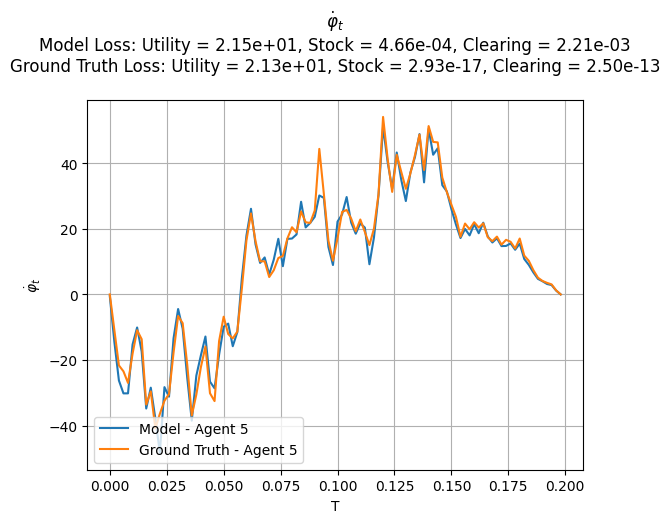 φ̇_t
Model Loss: Utility = 2.15e+01, Stock = 4.66e-04, Clearing = 2.21e-03
Ground Truth Loss: Utility = 2.13e+01, Stock = 2.93e-17, Clearing = 2.50e-13
40
20
0
−20
−40
φ̇_t
Model - Agent 5
Ground Truth - Agent 5
0.000 0.025 0.050 0.075 0.100 0.125 0.150 0.175 0.200
T